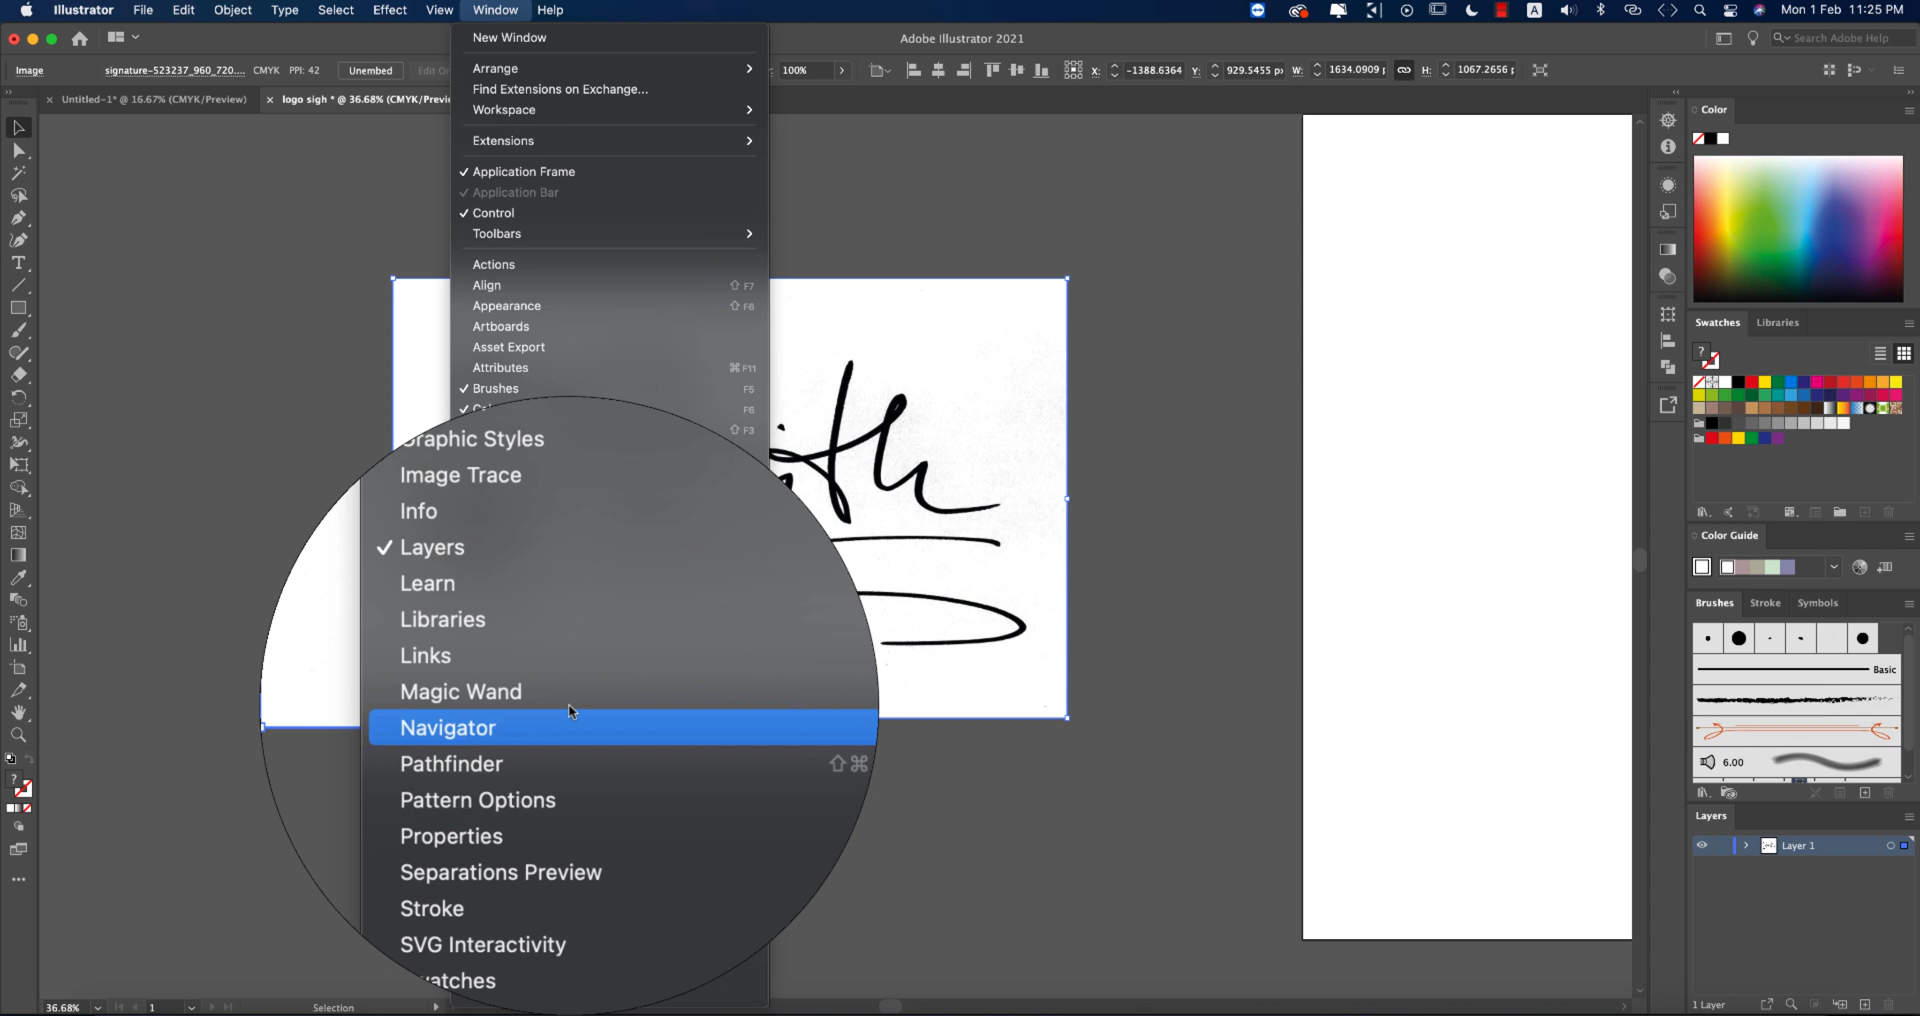 Illustrator File Edit Object Type Select Effect View Window Help
A Mon 1 Feb 11:25 PM
Adobe Illustrator 2021
Search Adobe Help
Image signature-523237_960_720.... CMYK PPI: 42 Unembed Edit Or 100% X: -1388.6364 Y: 929.5455 W: 1634.0909 H: 1067.2656
Untitled-1* @ 16.67% (CMYK/Preview)
logo sigh * @ 36.68% (CMYK/Previ
New Window
Arrange
Find Extensions on Exchange...
Workspace
Extensions
Application Frame
Application Bar
Control
Toolbars
Actions
Align ⇧ F7
Appearance ⇧ F6
Artboards
Asset Export
Attributes ⌘ F11
Brushes F5
F6
⇧ F3
Graphic Styles
Image Trace
Info
Layers
Learn
Libraries
Links
Magic Wand
Navigator
Pathfinder ⇧⌘
Pattern Options
Properties
Separations Preview
Stroke
SVG Interactivity
watches
Color
Swatches Libraries
?
Color Guide
Brushes Stroke Symbols
Basic
6.00
Layers
Layer 1
1 Layer
?
36.68% 1 Selection